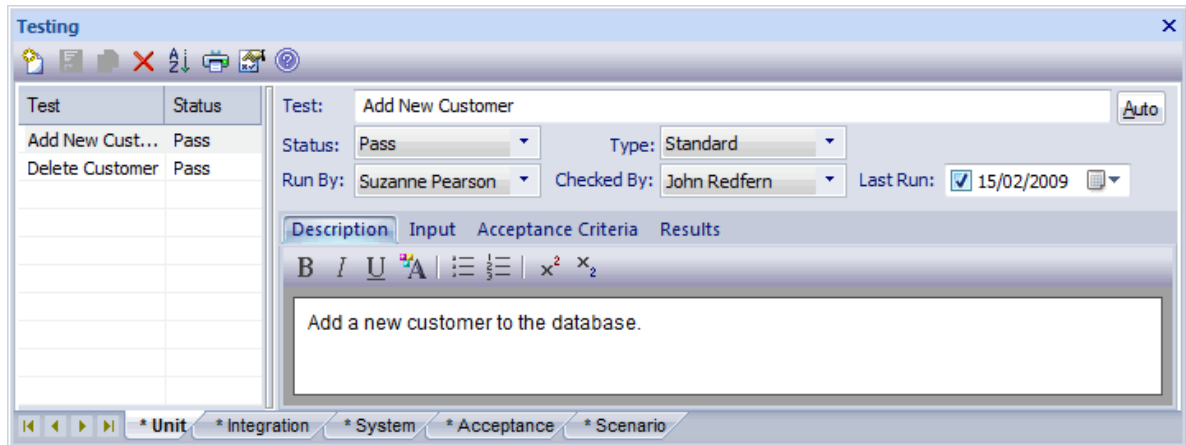 Testing
Test Status
Add New Cust... Pass
Delete Customer Pass
Test: Add New Customer Auto
Status: Pass Type: Standard
Run By: Suzanne Pearson Checked By: John Redfern Last Run: 15/02/2009
Description Input Acceptance Criteria Results
B I U A x² x₂
Add a new customer to the database.
* Unit * Integration * System * Acceptance * Scenario